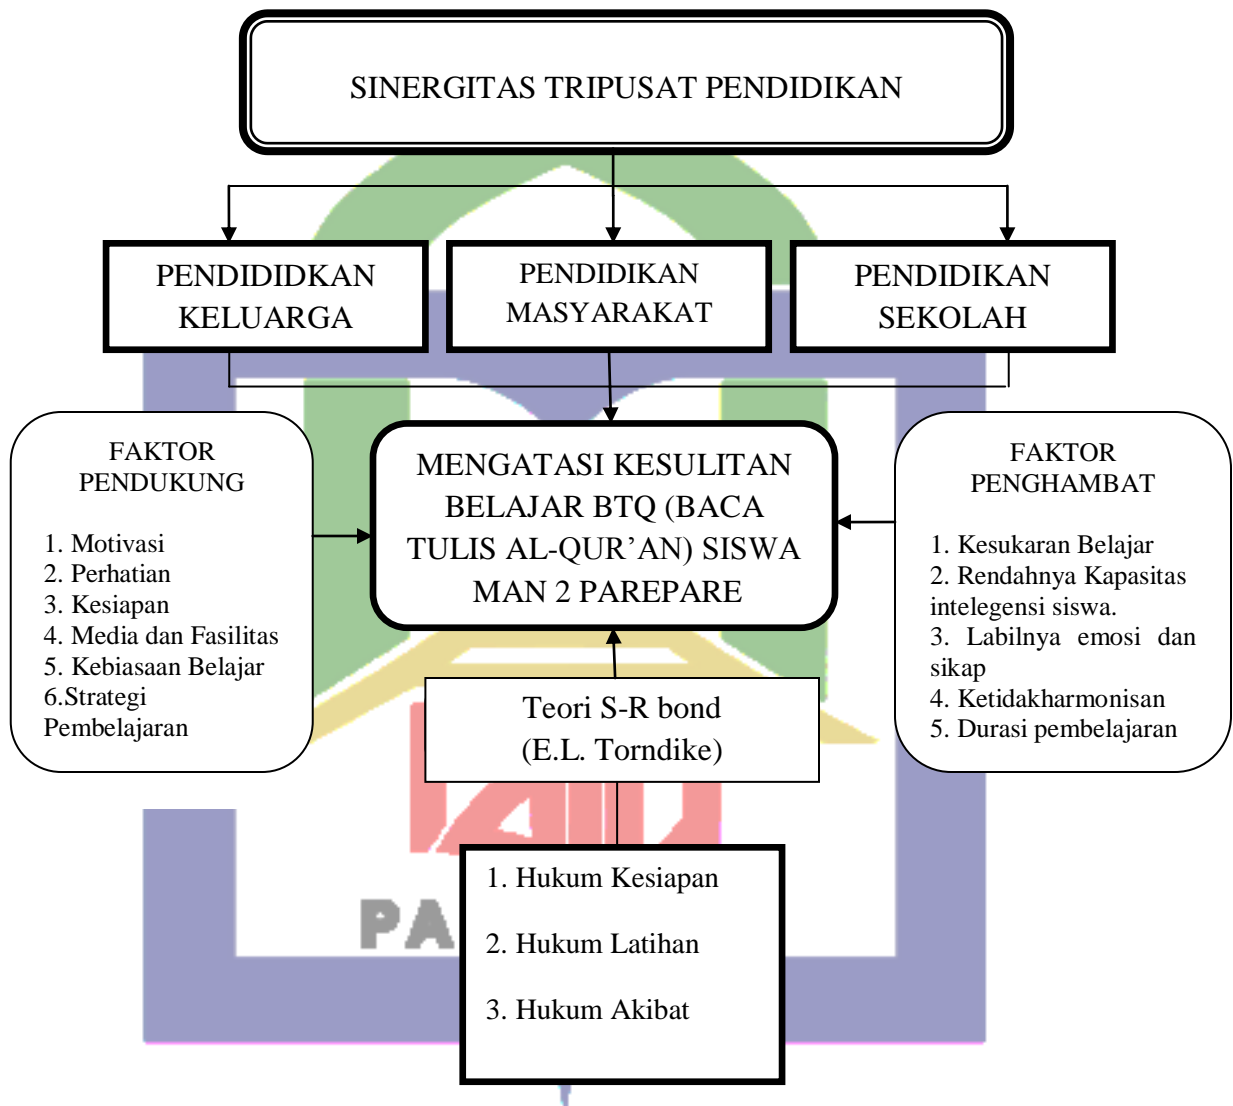 SINERGITAS TRIPUSAT PENDIDIKAN
PENDIDIDKAN
KELUARGA
PENDIDIKAN
MASYARAKAT
PENDIDIKAN
SEKOLAH
FAKTOR
PENDUKUNG
1. Motivasi
2. Perhatian
3. Kesiapan
4. Media dan Fasilitas
5. Kebiasaan Belajar
6.Strategi
Pembelajaran
MENGATASI KESULITAN
BELAJAR BTQ (BACA
TULIS AL-QUR’AN) SISWA
MAN 2 PAREPARE
FAKTOR
PENGHAMBAT
1. Kesukaran Belajar
2. Rendahnya Kapasitas
intelegensi siswa.
3. Labilnya emosi dan
sikap
4. Ketidakharmonisan
5. Durasi pembelajaran
Teori S-R bond
(E.L. Torndike)
1. Hukum Kesiapan
2. Hukum Latihan
3. Hukum Akibat
PA